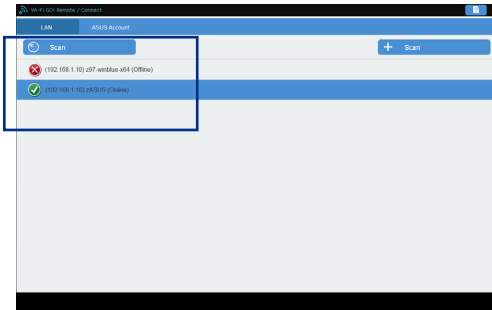 Wi-Fi GO! Remote / Connect
LAN
ASUS Account
Scan
Scan
(192.168.1.10) z97-winblue-x64 (Offline)
(192.168.1.10) zASUS (Online)